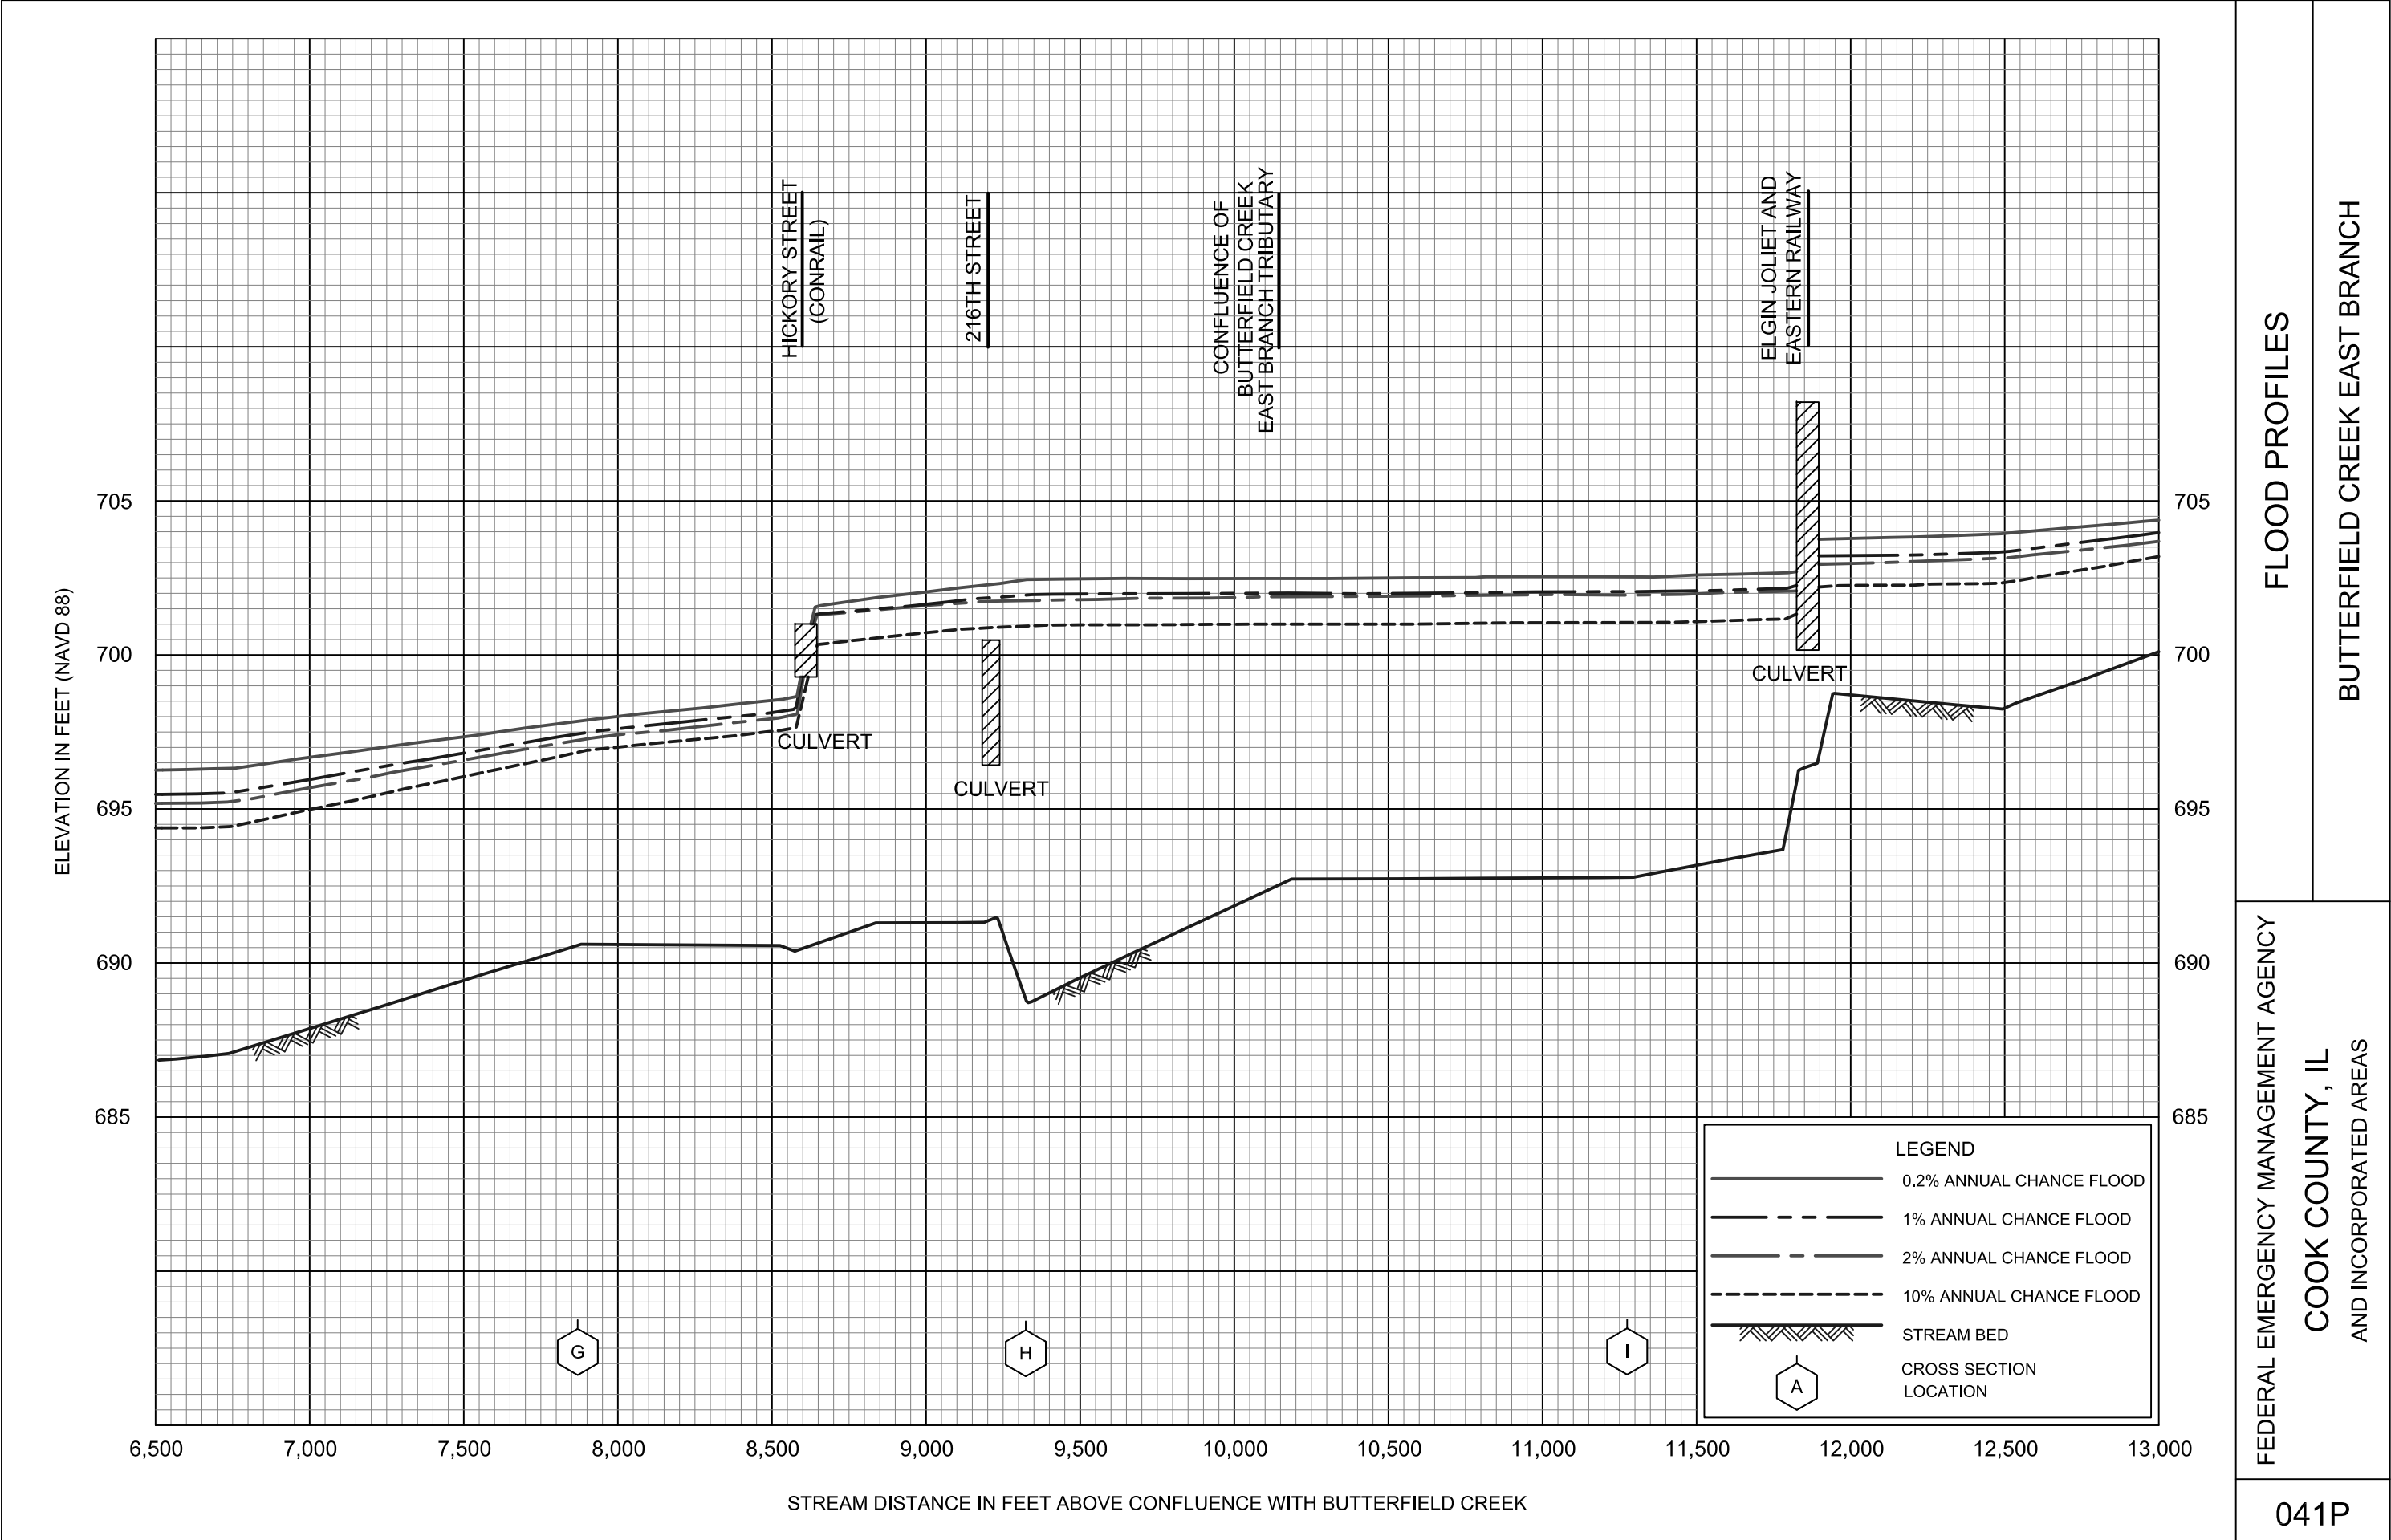 HICKORY STREET
(CONRAIL)
216TH STREET
CONFLUENCE OF
BUTTERFIELD CREEK
EAST BRANCH TRIBUTARY
ELGIN JOLIET AND
EASTERN RAILWAY
ELEVATION IN FEET (NAVD 88)
705
700
695
690
685
705
700
695
690
685
CULVERT
CULVERT
CULVERT
G
H
I
LEGEND
0.2% ANNUAL CHANCE FLOOD
1% ANNUAL CHANCE FLOOD
2% ANNUAL CHANCE FLOOD
10% ANNUAL CHANCE FLOOD
STREAM BED
A
CROSS SECTION
LOCATION
6,500 7,000 7,500 8,000 8,500 9,000 9,500 10,000 10,500 11,000 11,500 12,000 12,500 13,000
STREAM DISTANCE IN FEET ABOVE CONFLUENCE WITH BUTTERFIELD CREEK
FLOOD PROFILES
BUTTERFIELD CREEK EAST BRANCH
FEDERAL EMERGENCY MANAGEMENT AGENCY
COOK COUNTY, IL
AND INCORPORATED AREAS
041P